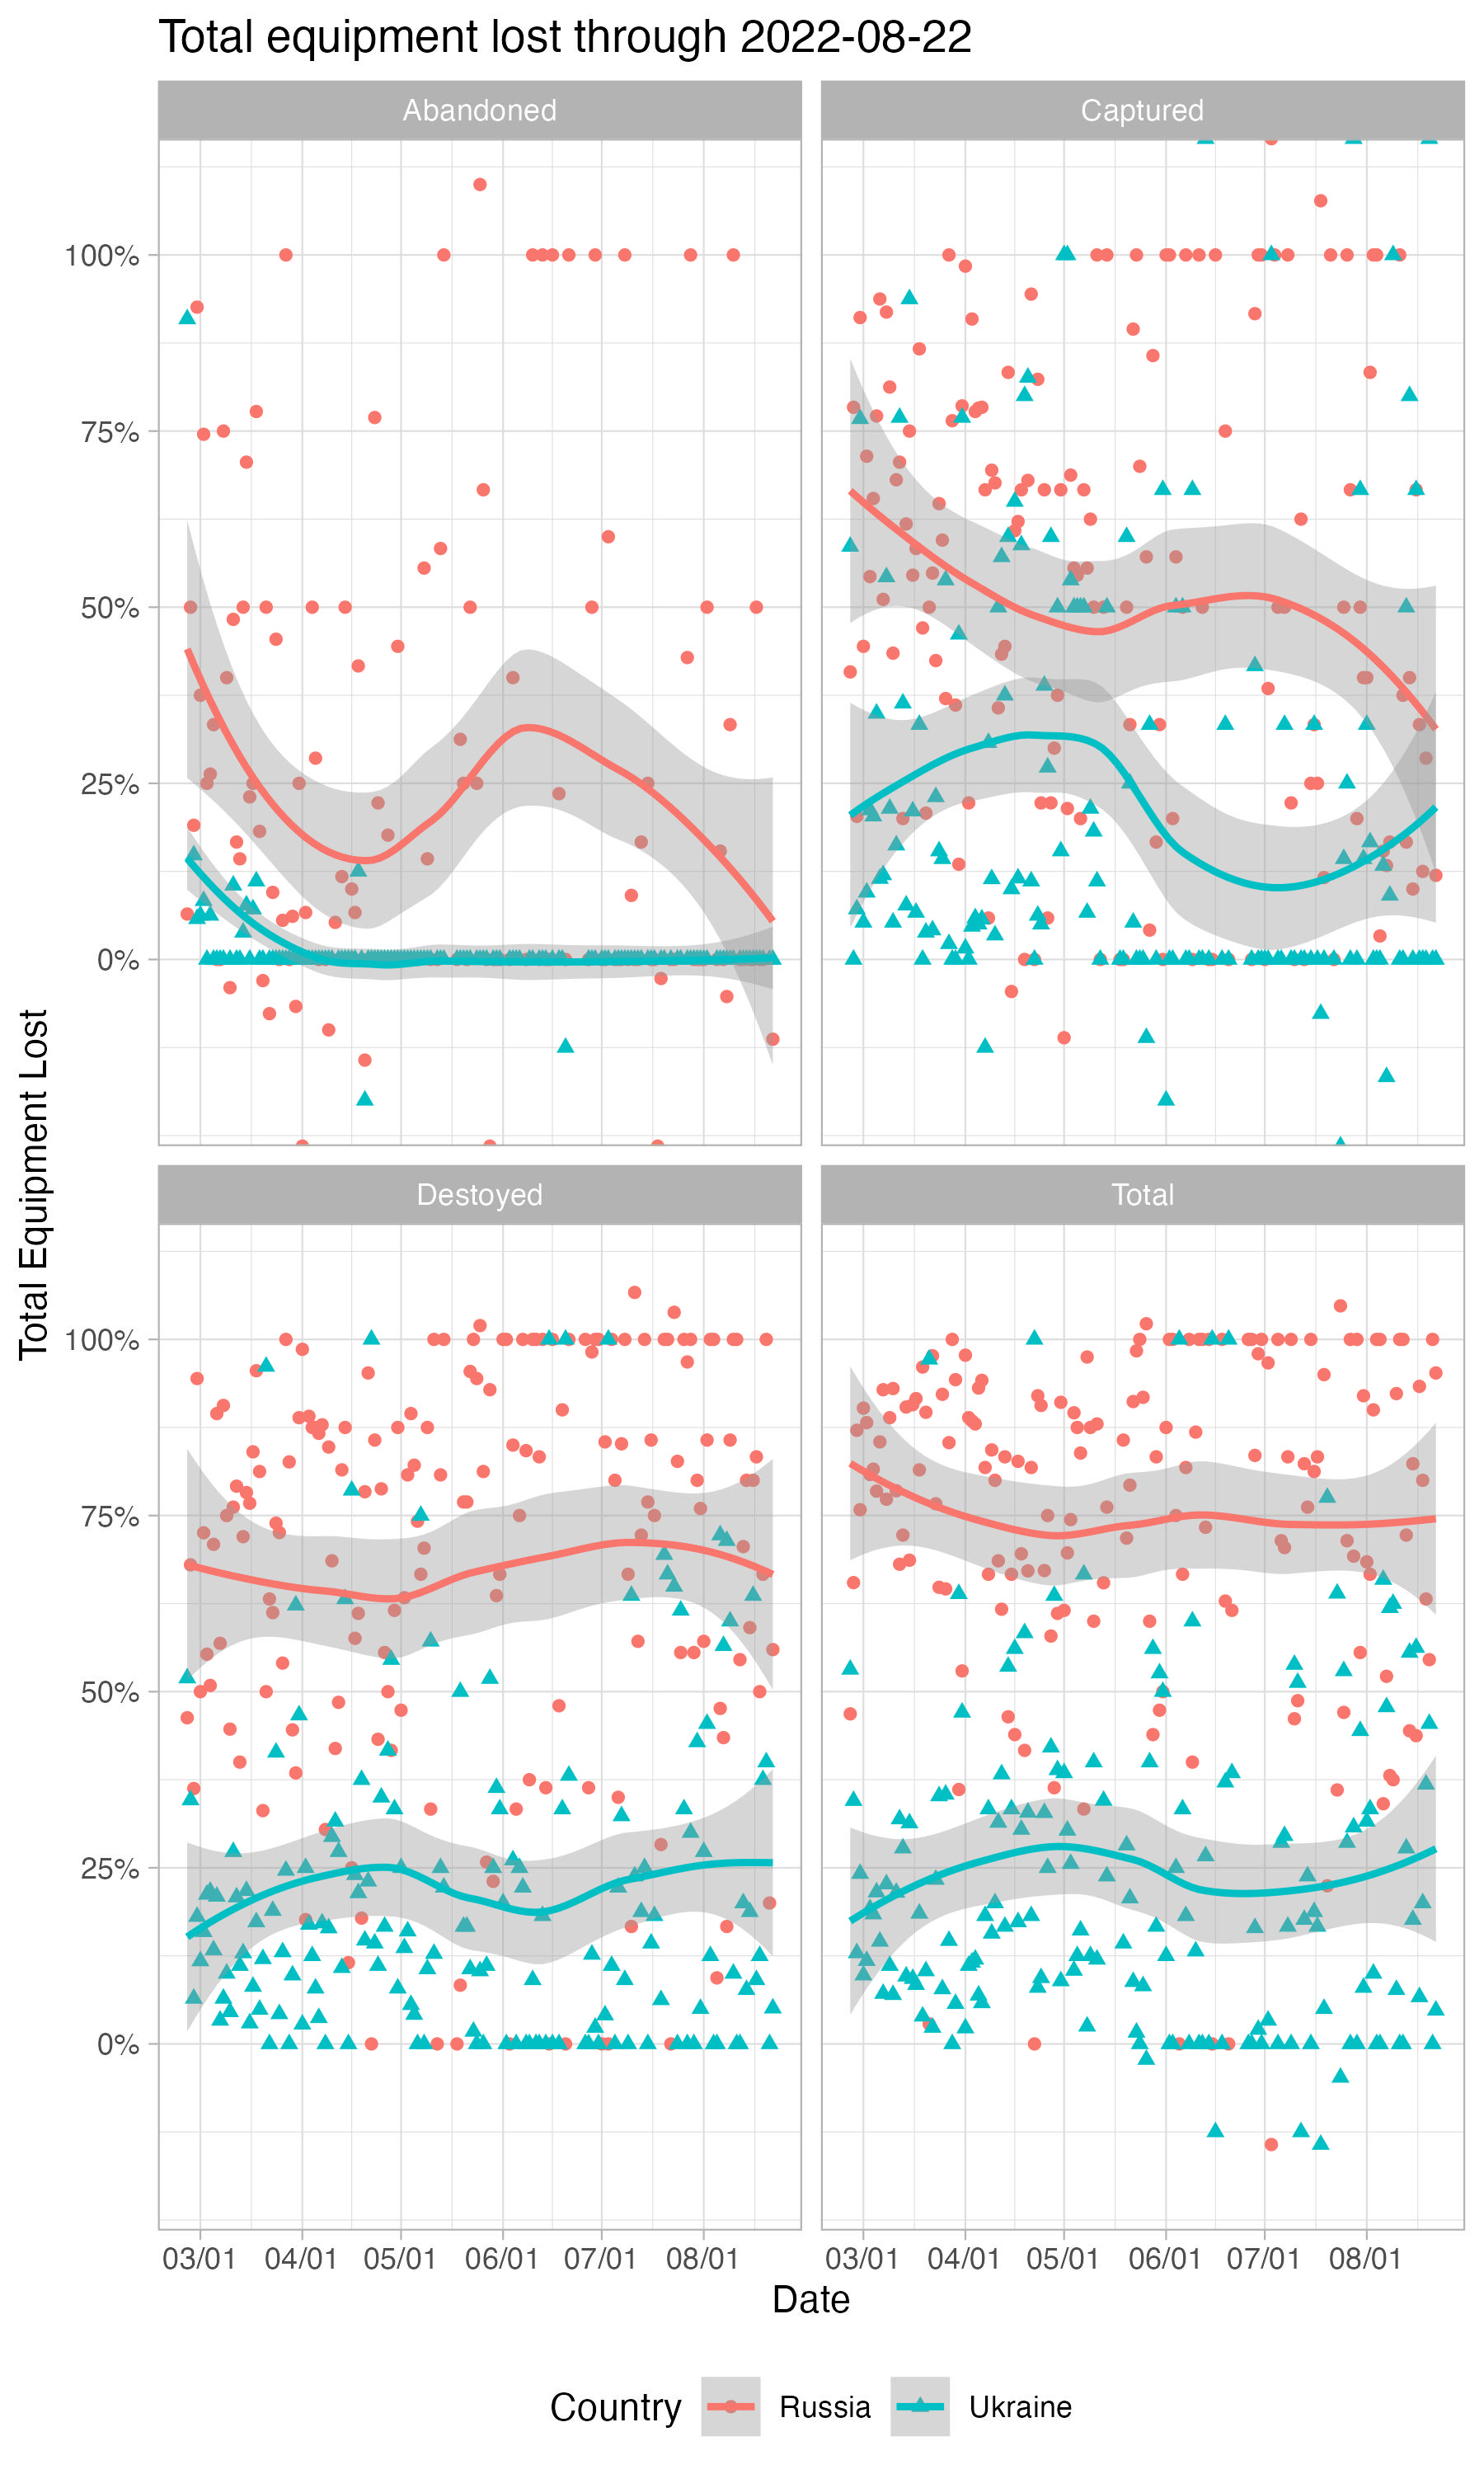 Total equipment lost through 2022-08-22
Abandoned
Captured
100%
75%
50%
25%
0%
Destoyed
Total
100%
75%
50%
25%
0%
Total Equipment Lost
03/01 04/01 05/01 06/01 07/01 08/01
03/01 04/01 05/01 06/01 07/01 08/01
Date
Country Russia Ukraine